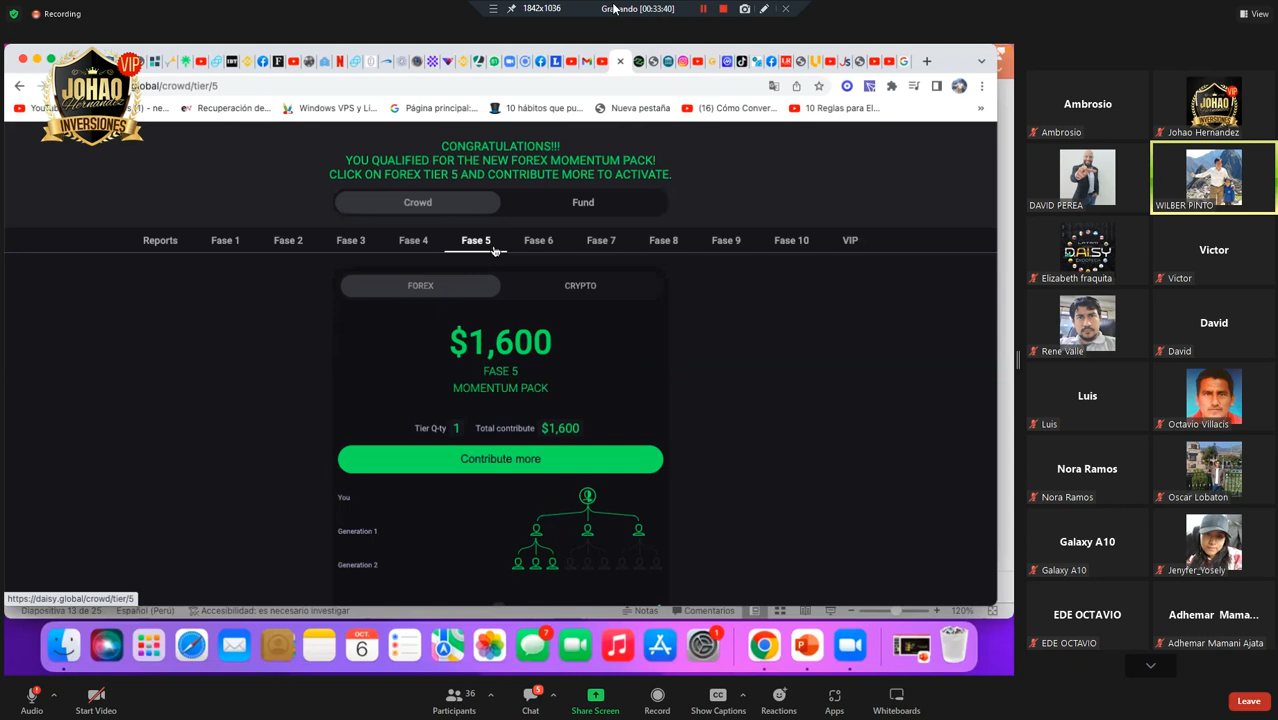 Recording
1842x1036
Grabando [00:33:40]
View
JOHAO
VIP
Hernández
INVERSIONES
global/crowd/tier/5
Recuperación de...
Windows VPS y Li...
Página principal:...
10 hábitos que pu...
Nueva pestaña
(16) Cómo Conver...
10 Reglas para El...
»
CONGRATULATIONS!!!
YOU QUALIFIED FOR THE NEW FOREX MOMENTUM PACK!
CLICK ON FOREX TIER 5 AND CONTRIBUTE MORE TO ACTIVATE.
Crowd Fund
Reports Fase 1 Fase 2 Fase 3 Fase 4 Fase 5 Fase 6 Fase 7 Fase 8 Fase 9 Fase 10 VIP
FOREX CRYPTO
$1,600
FASE 5
MOMENTUM PACK
Tier Q-ty 1 Total contribute $1,600
Contribute more
You
Generation 1
Generation 2
https://daisy.global/crowd/tier/5
Diapositiva 13 de 25 Español (Perú) Accesibilidad: es necesario investigar Notas Comentarios 120%
OCT.
6
7
1
Ambrosio
Ambrosio
Johao Hernandez
DAVID PEREA
WILBER PINTO
DAISY
Elizabeth fraquita
Victor
Victor
Rene Valle
David
David
Luis
Luis
Octavio Villacis
Nora Ramos
Nora Ramos
Oscar Lobaton
Galaxy A10
Galaxy A10
Jenyfer_Yosely
EDE OCTAVIO
EDE OCTAVIO
Adhemar Mama...
Adhemar Mamani Ajata
Audio
Start Video
36
Participants
5
Chat
Share Screen
Record
CC
Show Captions
Reactions
Apps
Whiteboards
Leave